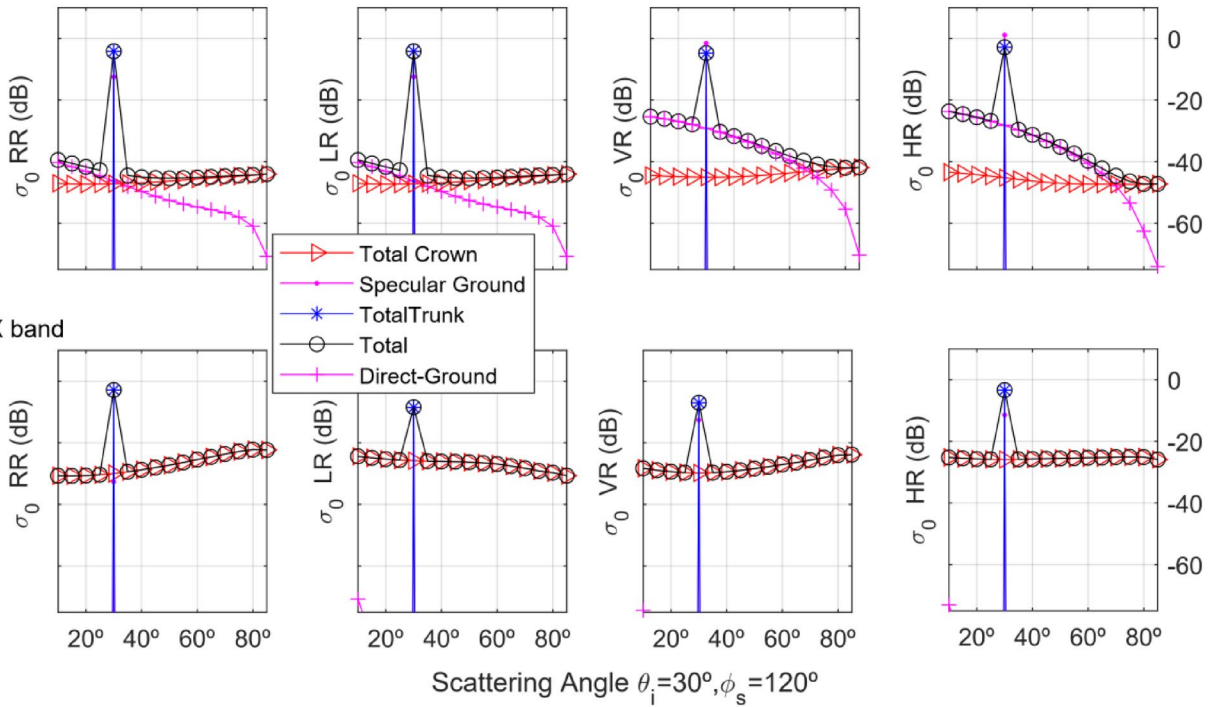 σ0 RR (dB)
σ0 LR (dB)
σ0 VR (dB)
σ0 HR (dB)
0
-20
-40
-60
Total Crown
Specular Ground
TotalTrunk
Total
Direct-Ground
X band
σ0 RR (dB)
σ0 LR (dB)
σ0 VR (dB)
σ0 HR (dB)
0
-20
-40
-60
20º 40º 60º 80º 20º 40º 60º 80º 20º 40º 60º 80º 20º 40º 60º 80º
Scattering Angle θi=30º,ϕs=120º